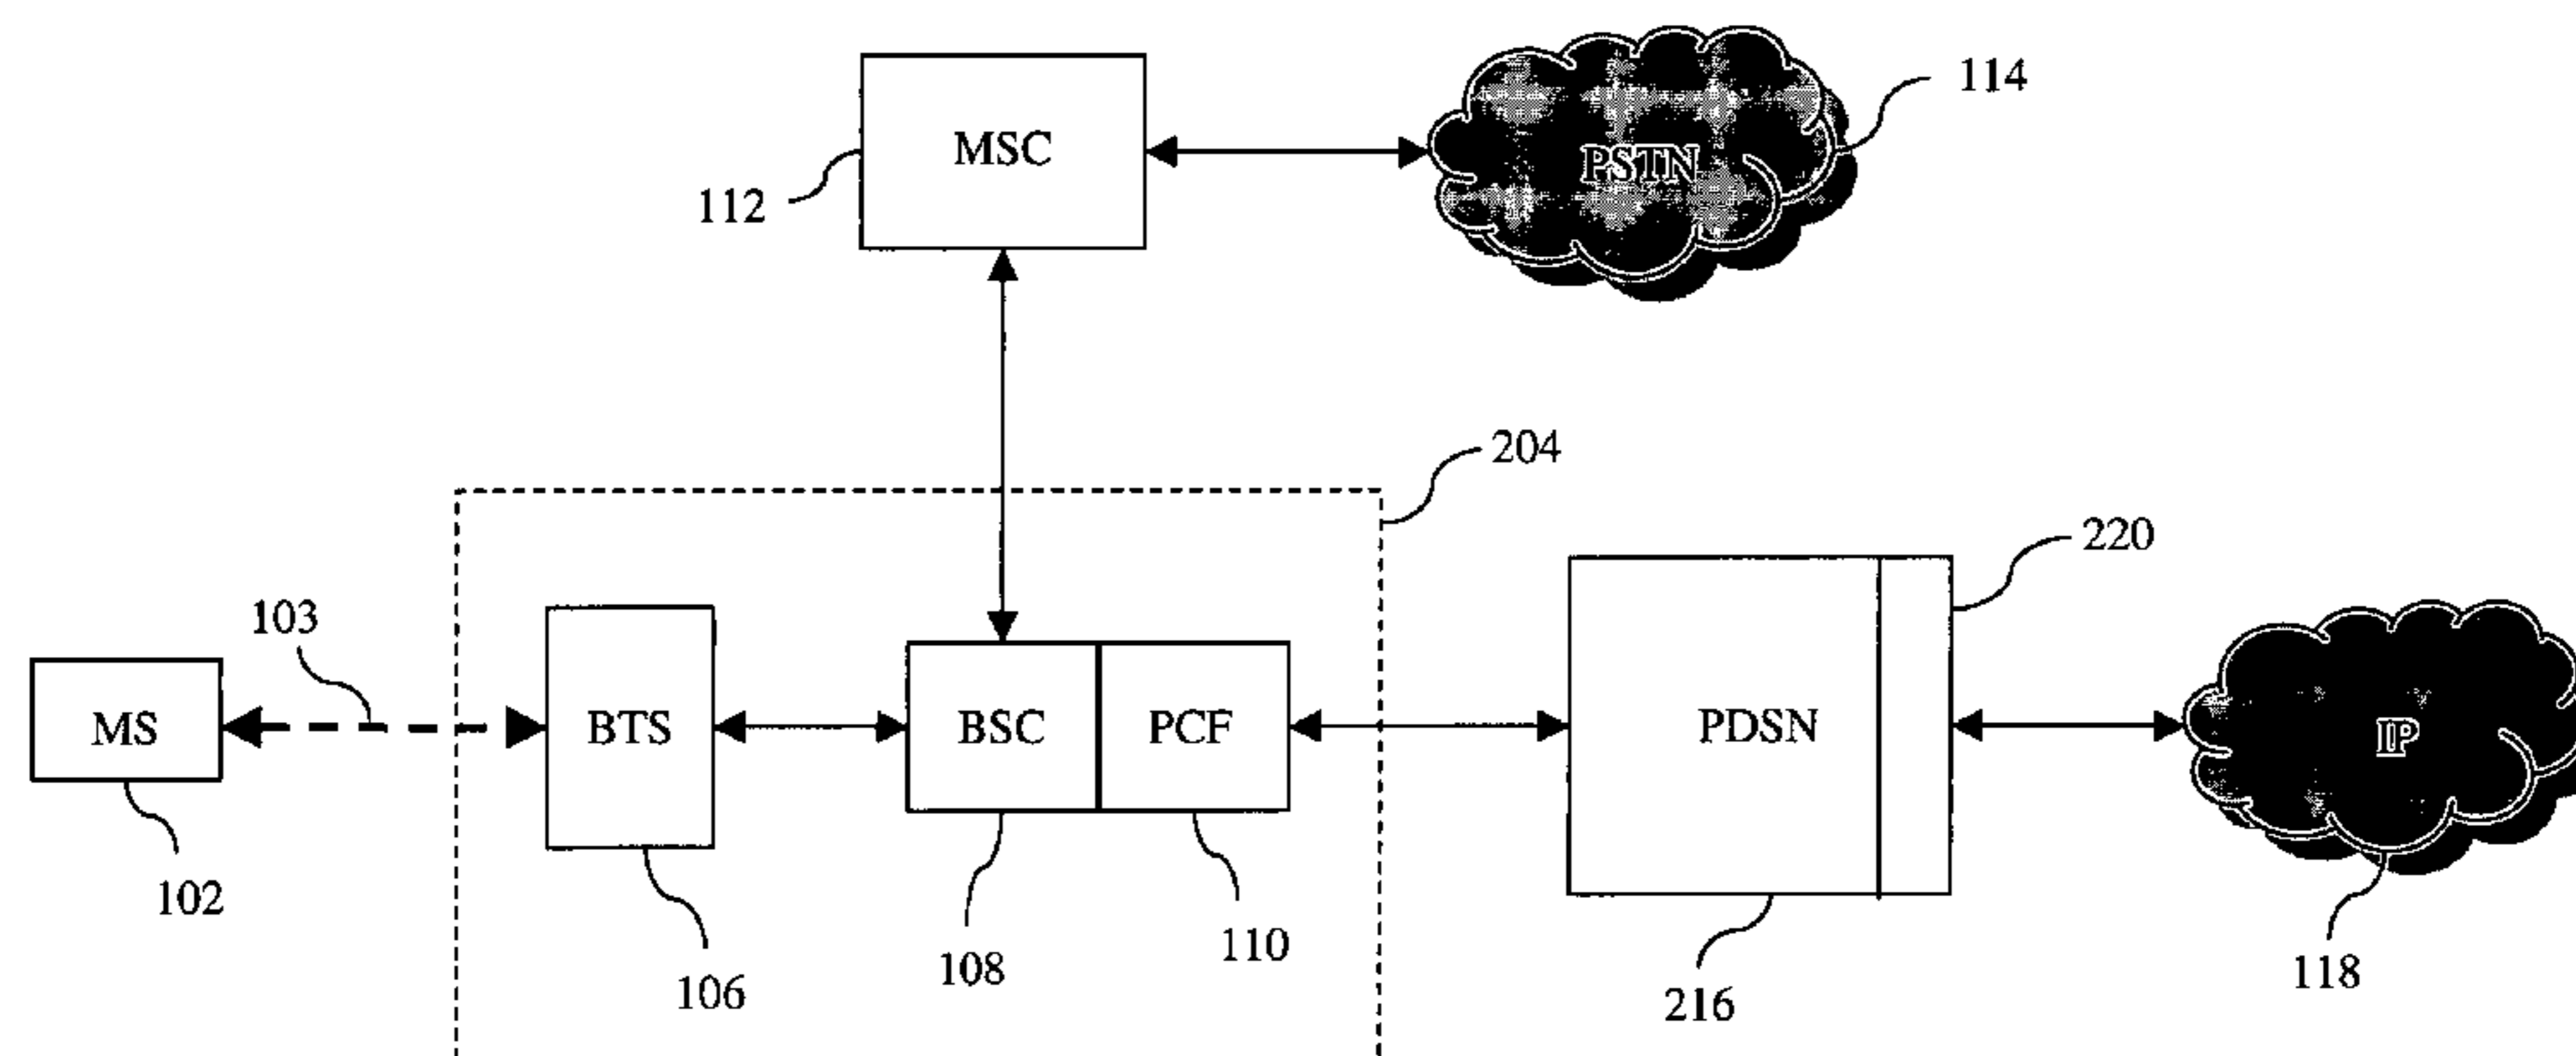 114
MSC
PSTN
112
204
220
103
MS
BTS
BSC
PCF
PDSN
IP
102
110
108
118
106
216